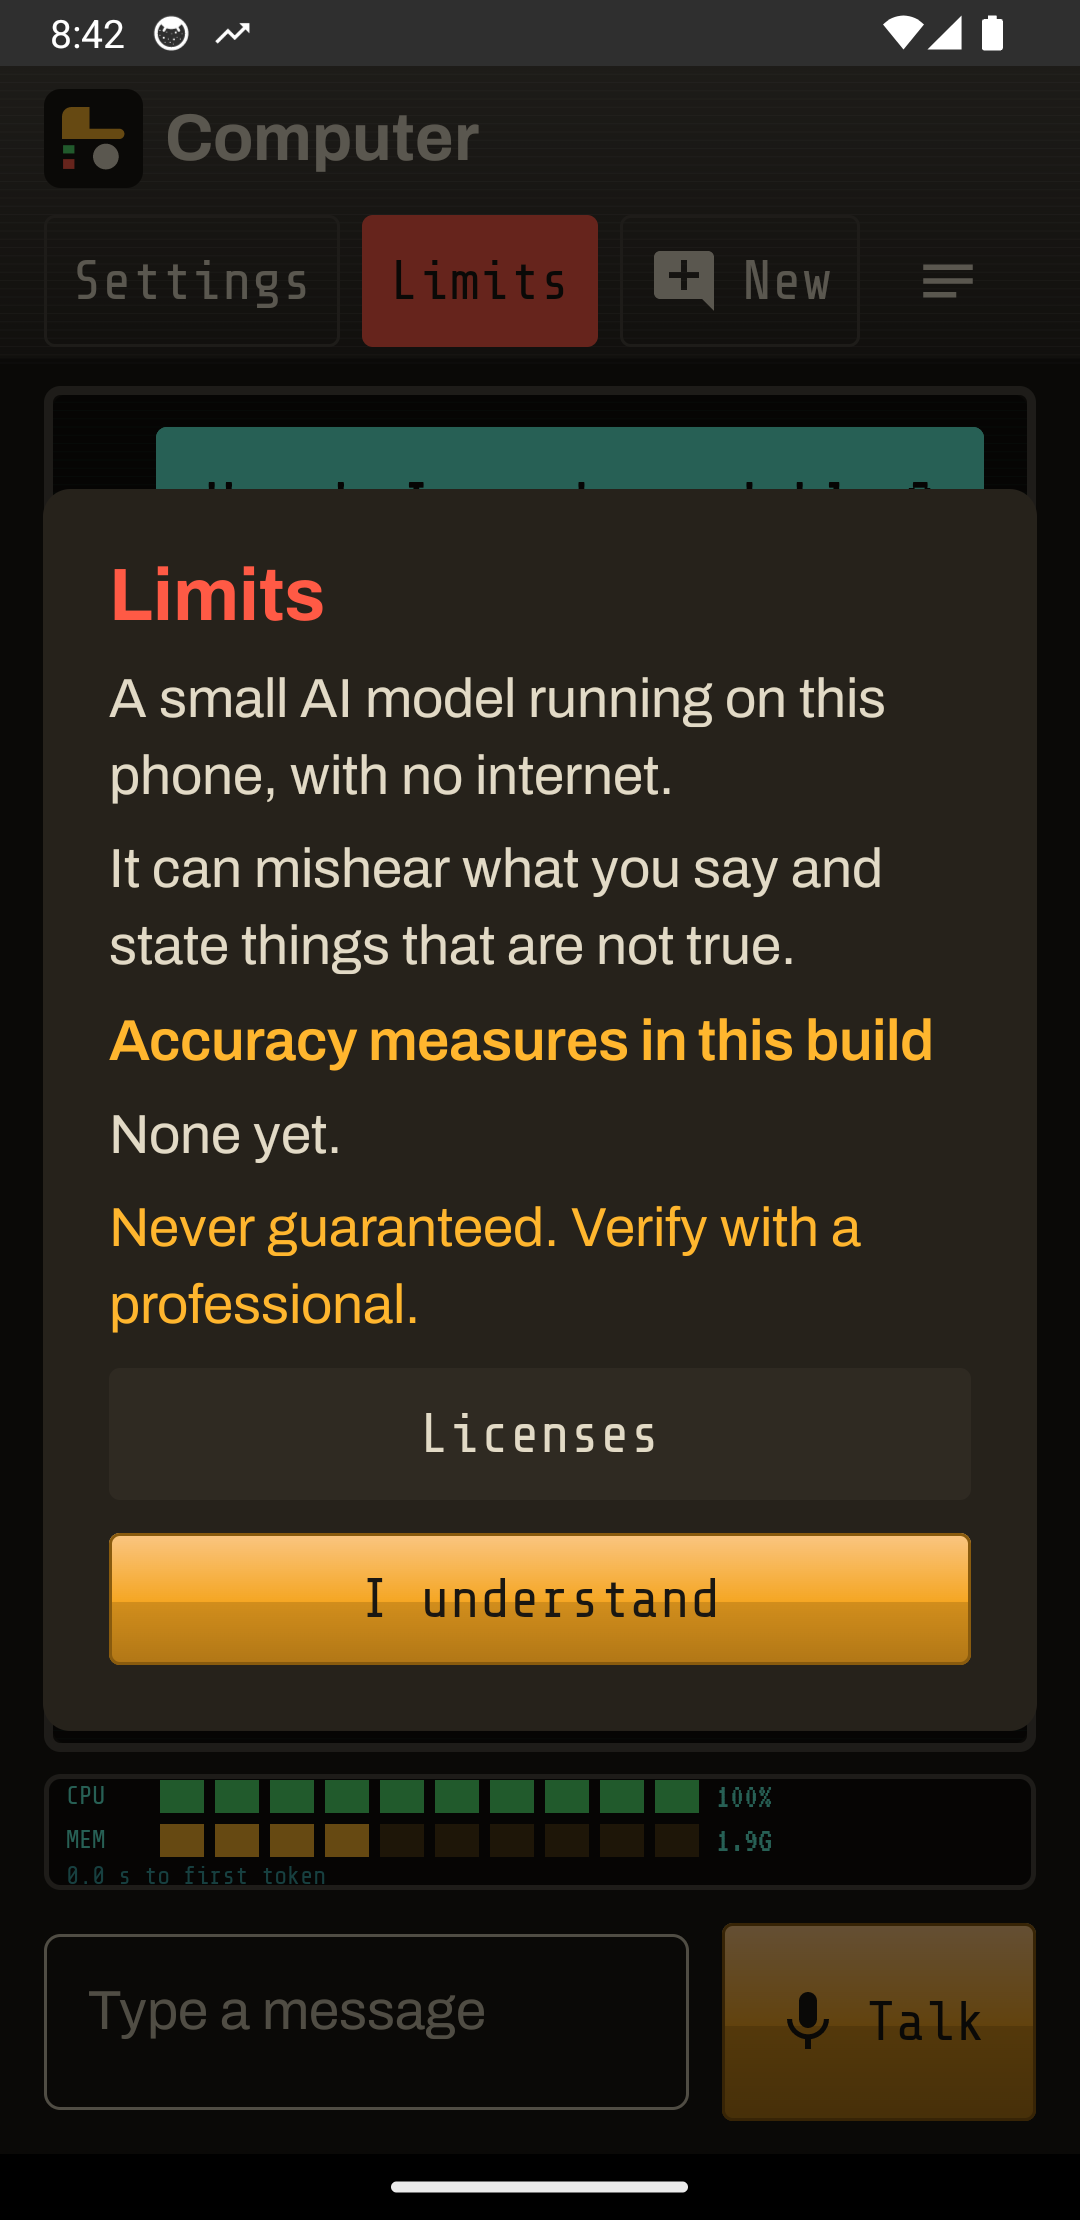 8:42
Computer
Settings
Limits
New
Limits
A small AI model running on this
phone, with no internet.
It can mishear what you say and
state things that are not true.
Accuracy measures in this build
None yet.
Never guaranteed. Verify with a
professional.
Licenses
I understand
CPU 100%
MEM 1.9G
0.0 s to first token
Type a message
Talk